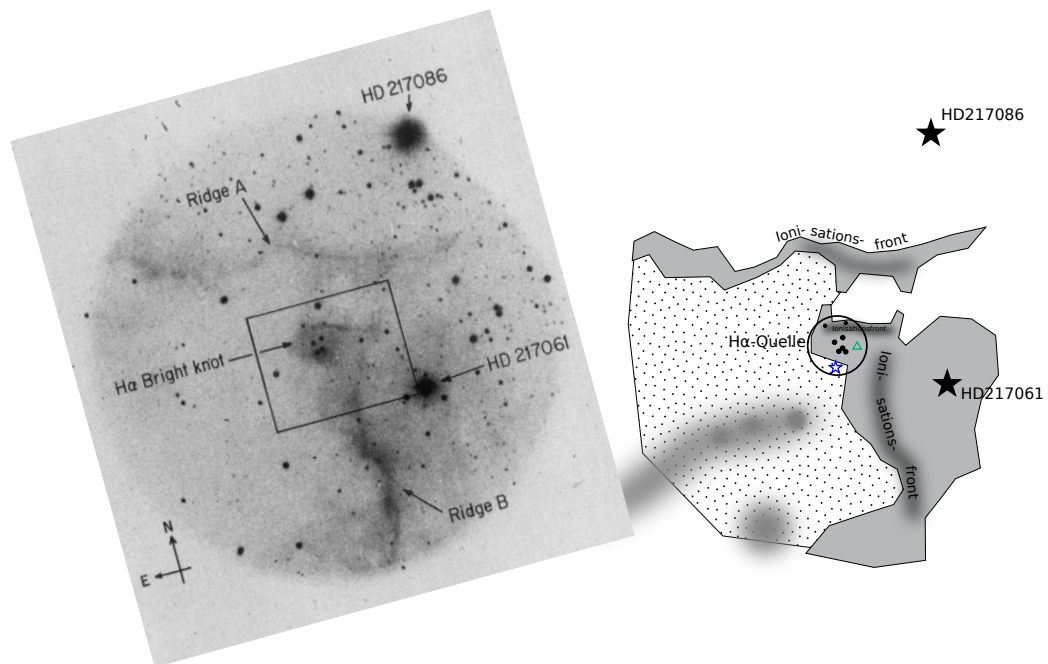 HD 217086
Ridge A
Hα Bright knot
HD 217061
Ridge B
N
E
HD217086
Ioni- sations- front
Ionisationsfront
Hα-Quelle
Ioni-
sations-
front
HD217061